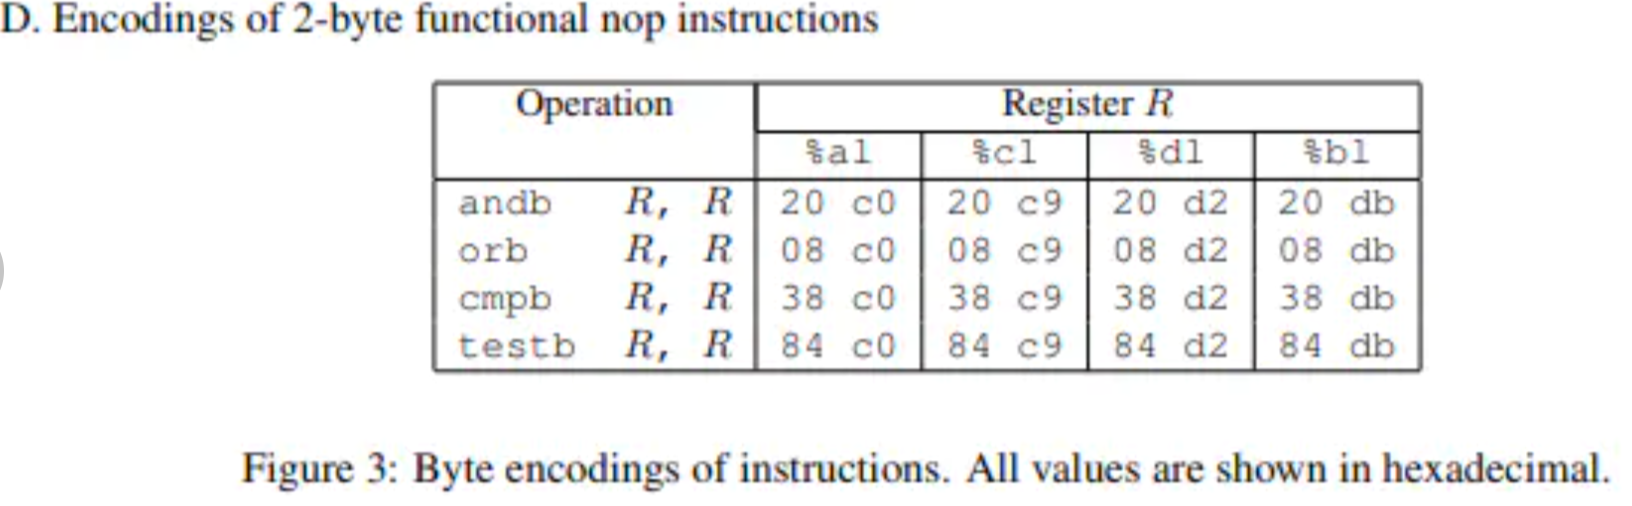 D. Encodings of 2-byte functional nop instructions
Operation Register R
%al %cl %dl %bl
andb R, R 20 c0 20 c9 20 d2 20 db
orb R, R 08 c0 08 c9 08 d2 08 db
cmpb R, R 38 c0 38 c9 38 d2 38 db
testb R, R 84 c0 84 c9 84 d2 84 db
Figure 3: Byte encodings of instructions. All values are shown in hexadecimal.